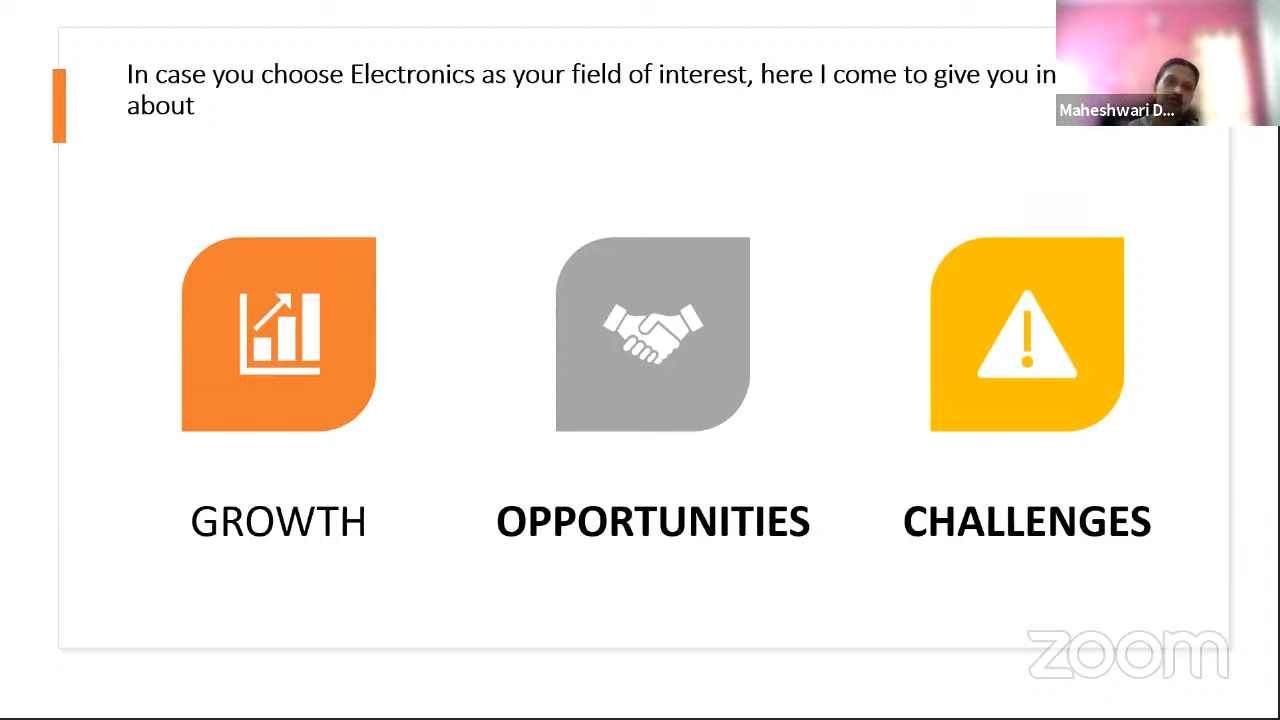 In case you choose Electronics as your field of interest, here I come to give you in
about
Maheshwari D...
GROWTH
OPPORTUNITIES
CHALLENGES
zoom